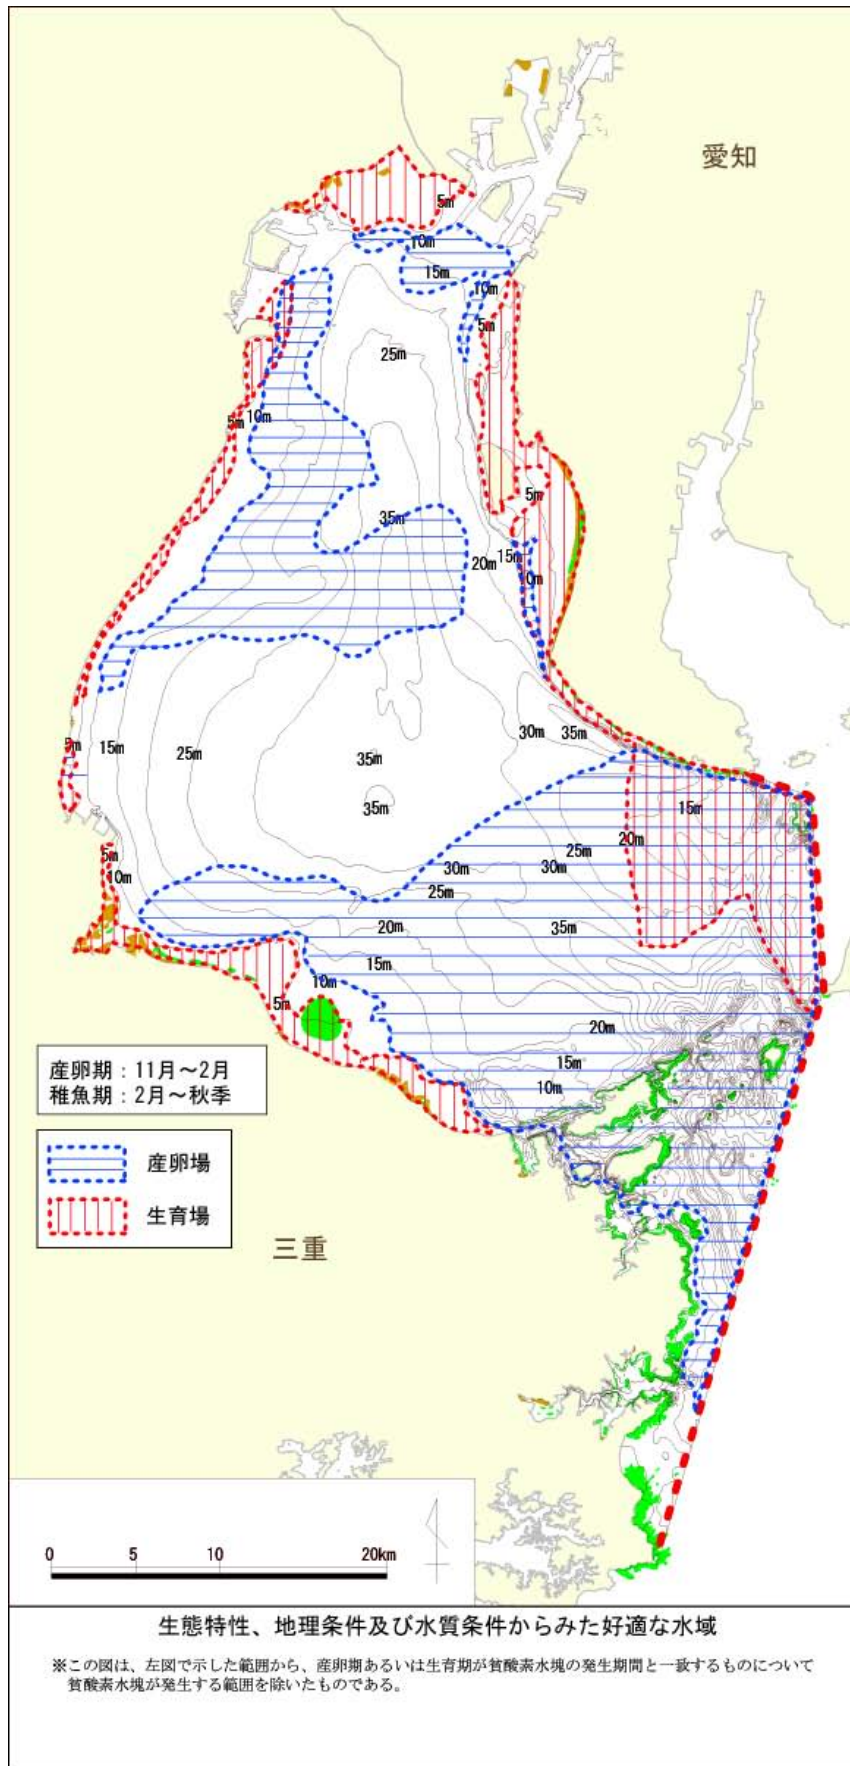 愛知
5m
10m
15m
10m
5m
25m
5m
10m
5m
35m
20m
15m
10m
30m
35m
5m
15m
25m
35m
35m
15m
20m
25m
30m
30m
25m
5m
10m
20m
35m
15m
10m
5m
20m
15m
10m
産卵期:11月~2月
稚魚期:2月~秋季
産卵場
生育場
三重
0 5 10 20km
生態特性、地理条件及び水質条件からみた好適な水域
※この図は、左図で示した範囲から、産卵期あるいは生育期が貧酸素水塊の発生期間と一致するものについて
貧酸素水塊が発生する範囲を除いたものである。